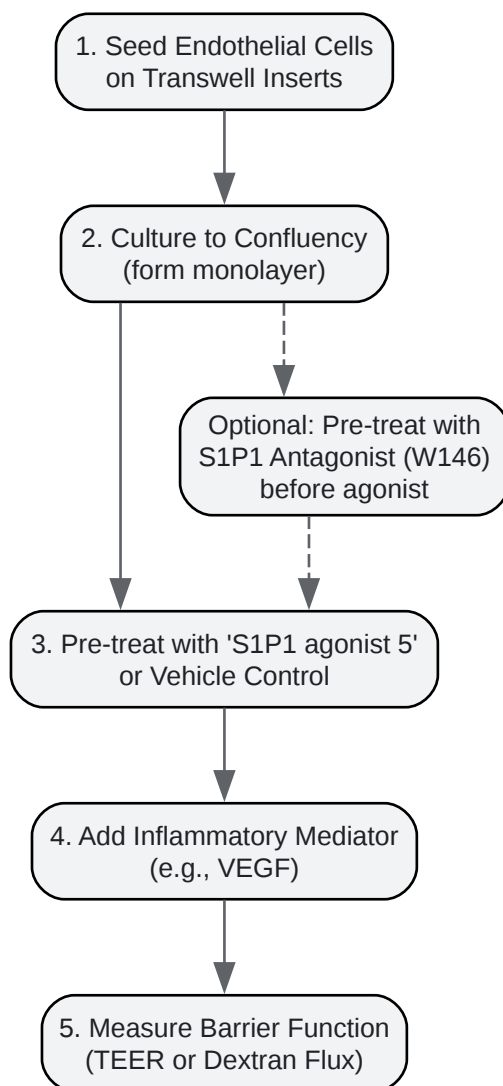 1. Seed Endothelial Cells
on Transwell Inserts
2. Culture to Confluency
(form monolayer)
Optional: Pre-treat with
S1P1 Antagonist (W146)
before agonist
3. Pre-treat with 'S1P1 agonist 5'
or Vehicle Control
4. Add Inflammatory Mediator
(e.g., VEGF)
5. Measure Barrier Function
(TEER or Dextran Flux)